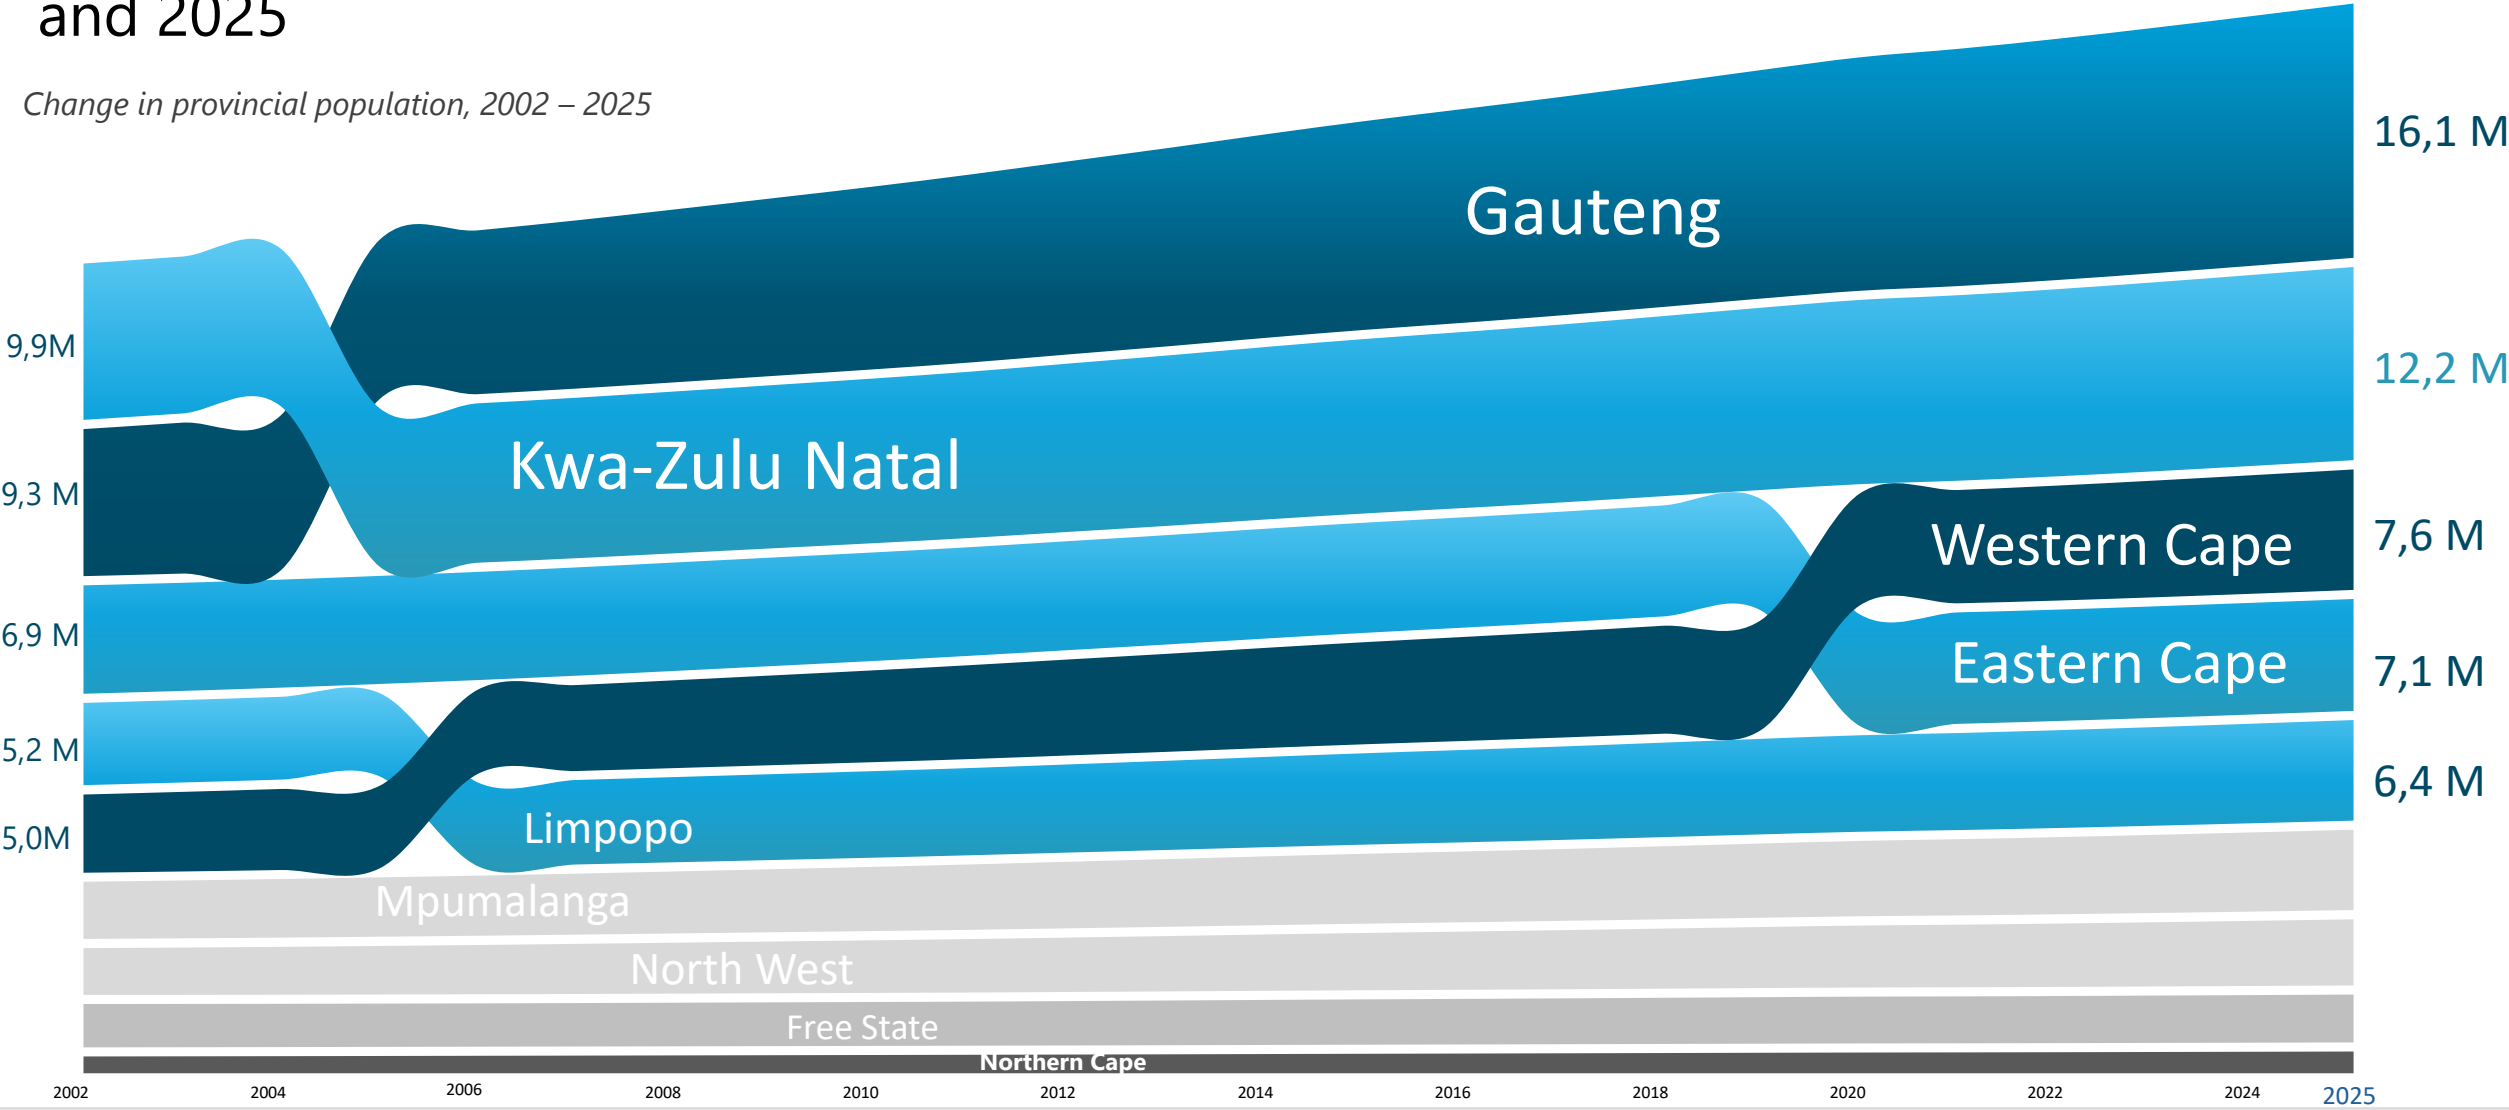 and 2025
Change in provincial population, 2002 – 2025
16,1 M
Gauteng
9,9M
12,2 M
Kwa-Zulu Natal
9,3 M
Western Cape
7,6 M
6,9 M
Eastern Cape
7,1 M
5,2 M
6,4 M
Limpopo
5,0M
Mpumalanga
North West
Free State
Northern Cape
2002 2004 2006 2008 2010 2012 2014 2016 2018 2020 2022 2024 2025